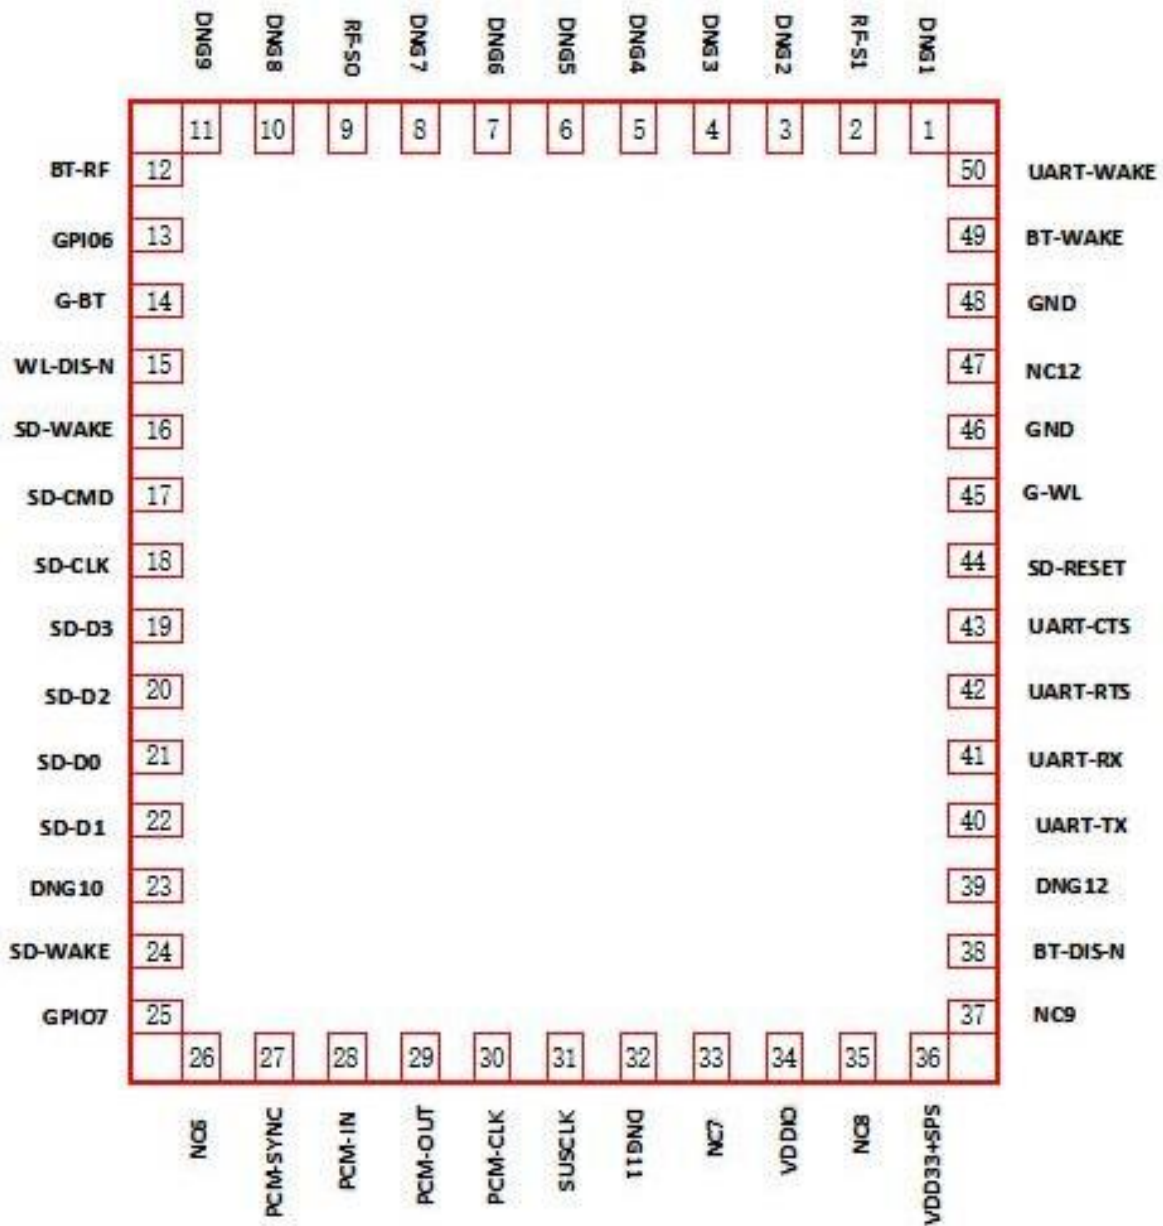 DNG9 DNG8 RF-SO DNG7 DNG6 DNG5 DNG4 DNG3 DNG2 RF-S1 DNG1
11 10 9 8 7 6 5 4 3 2 1
BT-RF 12 50 UART-WAKE
GPI06 13 49 BT-WAKE
G-BT 14 48 GND
WL-DIS-N 15 47 NC12
SD-WAKE 16 46 GND
SD-CMD 17 45 G-WL
SD-CLK 18 44 SD-RESET
SD-D3 19 43 UART-CTS
SD-D2 20 42 UART-RTS
SD-D0 21 41 UART-RX
SD-D1 22 40 UART-TX
DNG10 23 39 DNG12
SD-WAKE 24 38 BT-DIS-N
GPIO7 25 37 NC9
26 27 28 29 30 31 32 33 34 35 36
NC6 PCM-SYNC PCM-IN PCM-OUT PCM-CLK SUSCLK DNG11 NC7 VDDIO NC8 VDD33+SPS